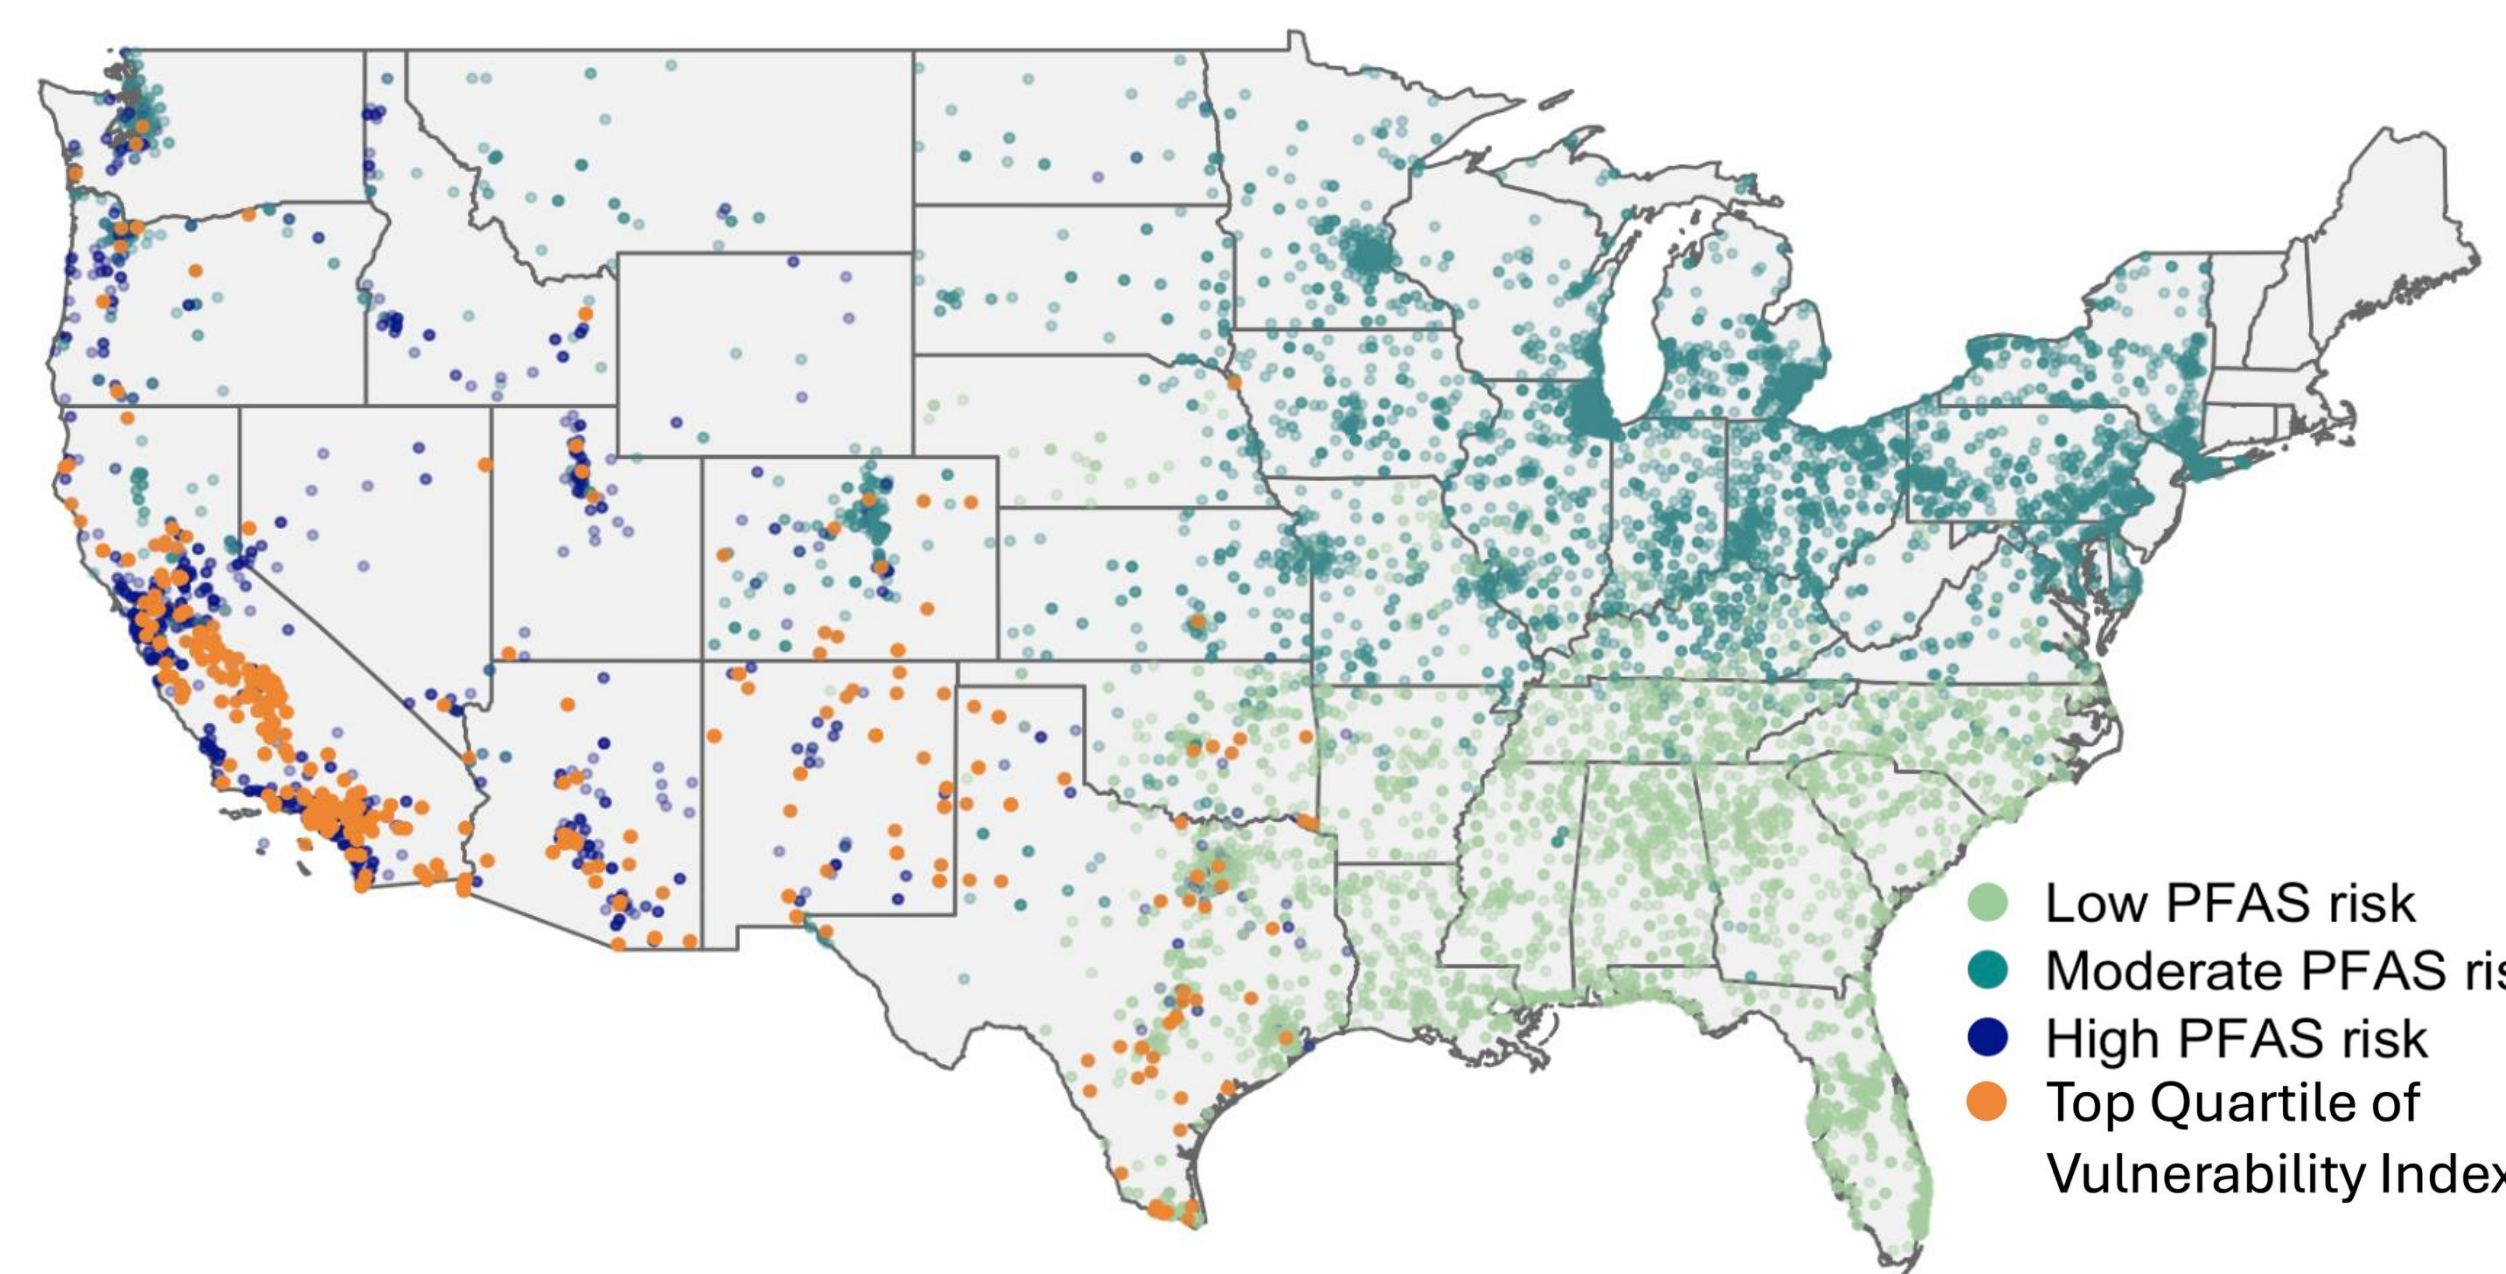 Low PFAS risk
Moderate PFAS ris
High PFAS risk
Top Quartile of
Vulnerability Index